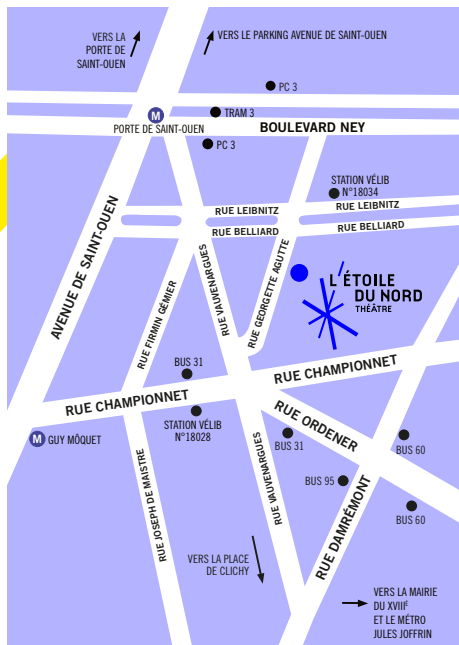 VERS LA
PORTE DE
SAINT-OUEN
VERS LE PARKING AVENUE DE SAINT-OUEN
PC 3
TRAM 3
M
PORTE DE SAINT-OUEN
BOULEVARD NEY
PC 3
STATION VÉLIB
N°18034
RUE LEIBNITZ
RUE LEIBNITZ
RUE BELLIARD
RUE BELLIARD
AVENUE DE SAINT-OUEN
RUE FIRMIN GÉMIER
RUE VAUVENARGUES
RUE GEORGETTE AGUTTE
L'ÉTOILE
DU NORD
THÉÂTRE
BUS 31
RUE CHAMPIONNET
RUE CHAMPIONNET
STATION VÉLIB
N°18028
M
GUY MÔQUET
RUE ORDENER
BUS 31
BUS 60
BUS 95
BUS 60
RUE JOSEPH DE MAISTRE
RUE VAUVENARGUES
RUE DAMRÉMONT
VERS LA PLACE
DE CLICHY
VERS LA MAIRIE
DU XVIIIE
ET LE MÉTRO
JULES JOFFRIN